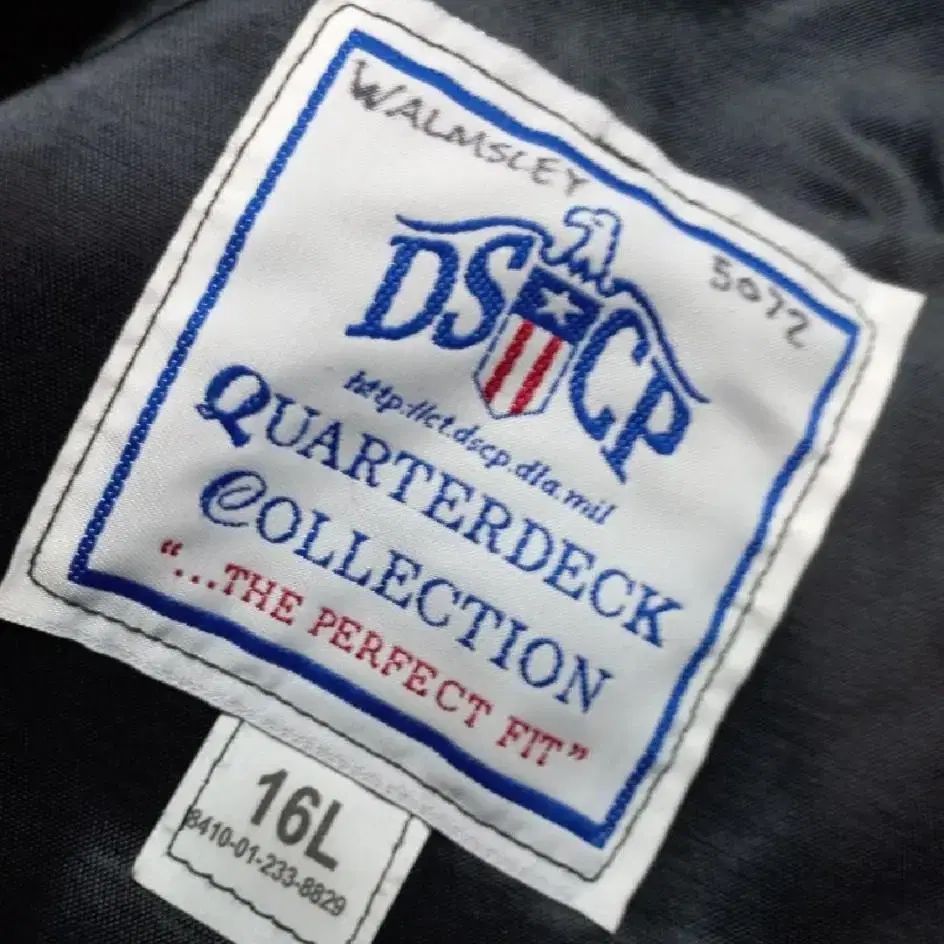 WALMSLEY
5072
DSCP
http://ct.dscp.dla.mil
QUARTERDECK
COLLECTION
"...THE PERFECT FIT"
16L
8410-01-233-8829